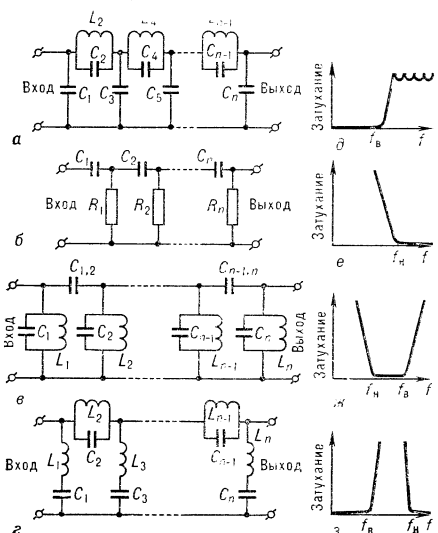 L₂ L₄ Lₙ₋₁
C₂ C₄ Cₙ₋₁
Вход C₁ C₃ C₅ Cₙ Выход
а
Затухание
fв f
д
C₁ C₂ Cₙ
Вход R₁ R₂ Rₙ Выход
б
Затухание
fн f
е
C₁,₂ Cₙ₋₁,ₙ
Вход C₁ C₂ Cₙ₋₁ Cₙ Выход
L₁ L₂ Lₙ₋₁ Lₙ
в
Затухание
fн fв f
ж
L₂ Lₙ₋₁ Lₙ
Вход L₁ C₂ L₃ Cₙ₋₁ Выход
C₁ C₃ Cₙ
г
Затухание
fв fн f
з